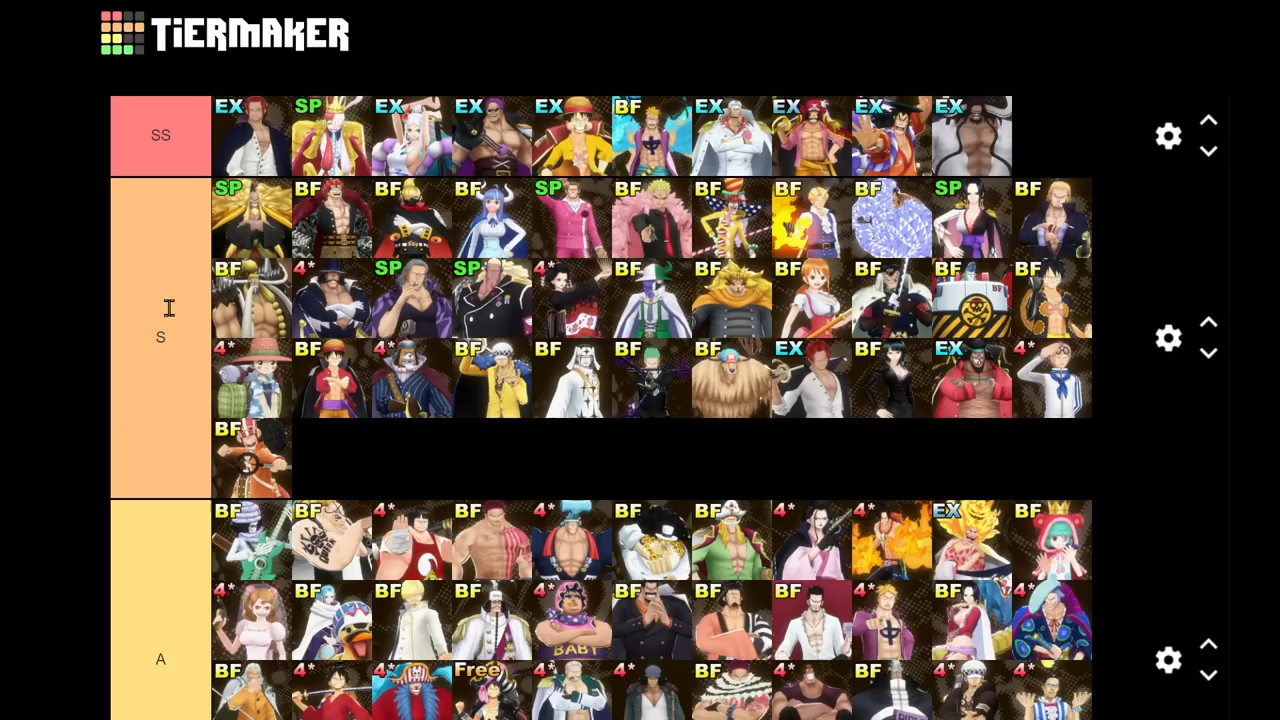 TiERMAKER
EX SP EX EX EX BF EX EX EX EX
SS
SP BF BF BF SP BF BF BF BF SP BF
BF 4* SP SP 4* BF BF BF BF BF BF
S
4* BF 4* BF BF BF BF EX BF EX 4*
BF
BF BF 4* BF 4* BF BF 4* 4* EX BF
4* BF BF BF 4* BF BF BF 4* BF 4*
BABY
A
BF 4* 4* Free 4* 4* BF 4* BF 4* 4*